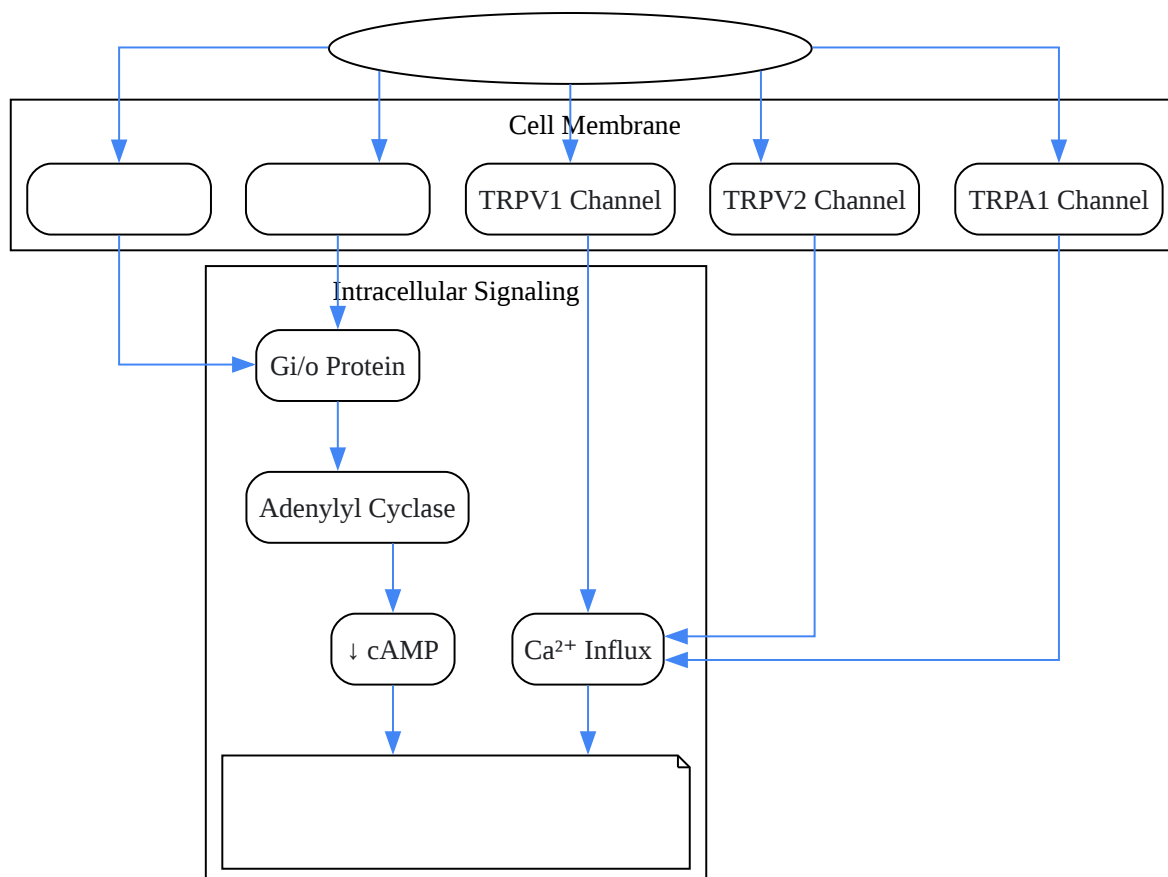 Cell Membrane
TRPV1 Channel
TRPV2 Channel
TRPA1 Channel
Intracellular Signaling
Gi/o Protein
Adenylyl Cyclase
↓ cAMP
Ca²⁺ Influx